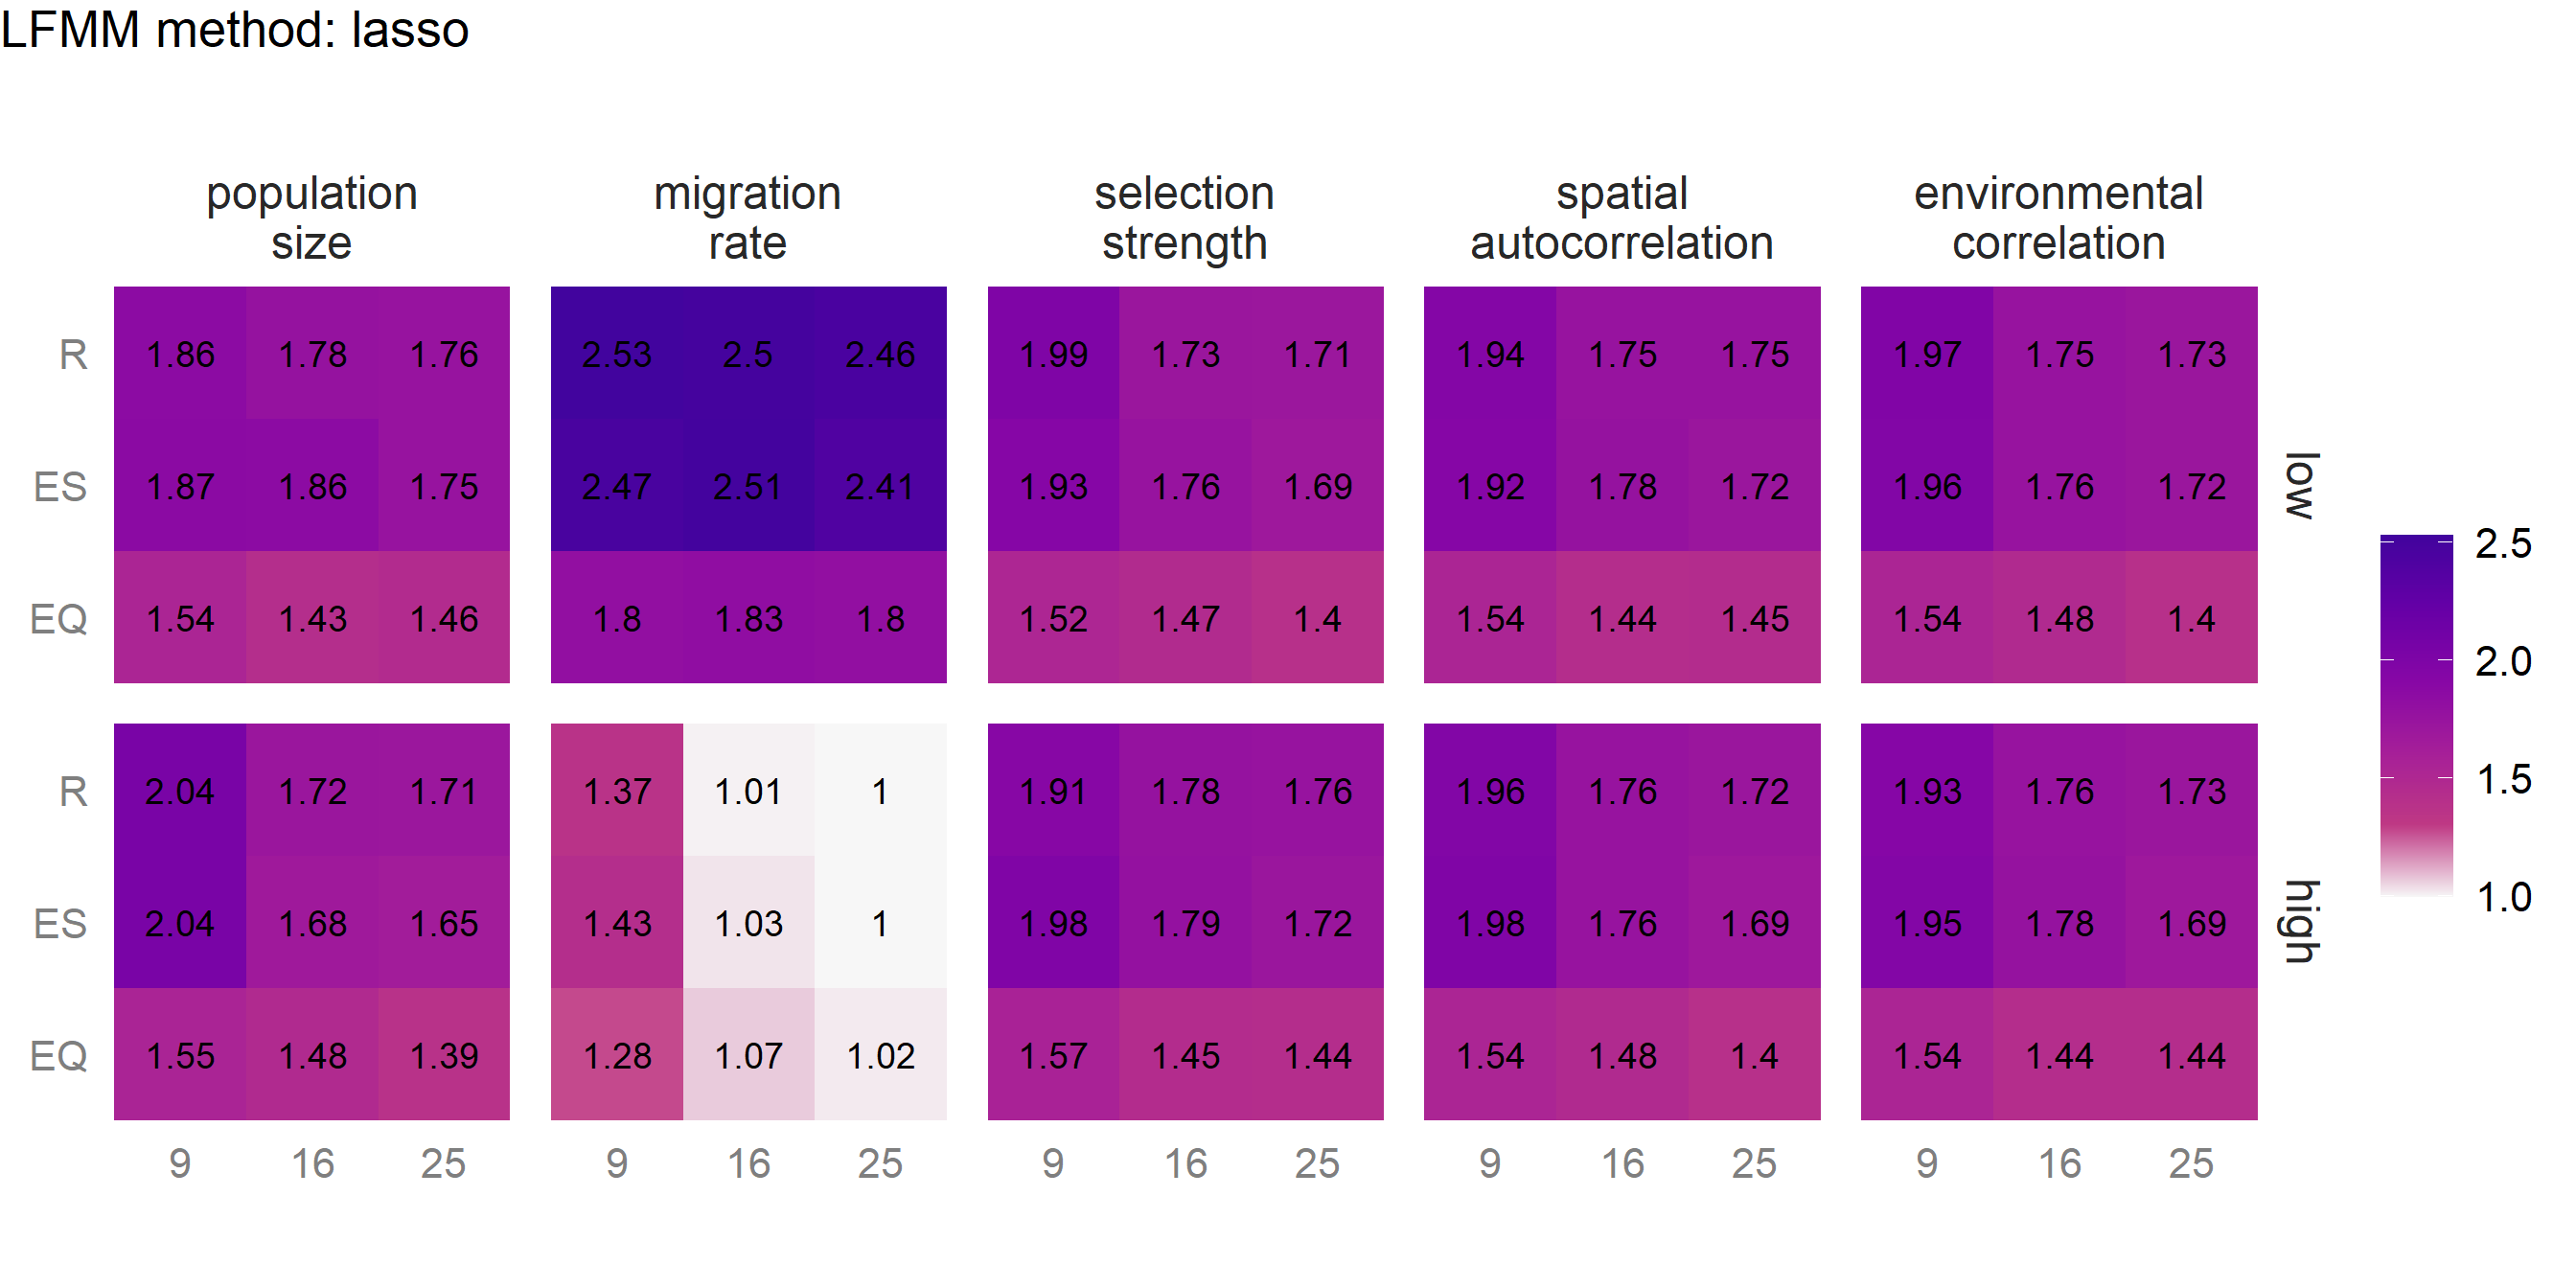 LFMM method: lasso
population
size
migration
rate
selection
strength
spatial
autocorrelation
environmental
correlation
R 1.86 1.78 1.76 2.53 2.5 2.46 1.99 1.73 1.71 1.94 1.75 1.75 1.97 1.75 1.73
ES 1.87 1.86 1.75 2.47 2.51 2.41 1.93 1.76 1.69 1.92 1.78 1.72 1.96 1.76 1.72
EQ 1.54 1.43 1.46 1.8 1.83 1.8 1.52 1.47 1.4 1.54 1.44 1.45 1.54 1.48 1.4
low
R 2.04 1.72 1.71 1.37 1.01 1 1.91 1.78 1.76 1.96 1.76 1.72 1.93 1.76 1.73
ES 2.04 1.68 1.65 1.43 1.03 1 1.98 1.79 1.72 1.98 1.76 1.69 1.95 1.78 1.69
EQ 1.55 1.48 1.39 1.28 1.07 1.02 1.57 1.45 1.44 1.54 1.48 1.4 1.54 1.44 1.44
high
9 16 25 9 16 25 9 16 25 9 16 25 9 16 25
2.5
2.0
1.5
1.0